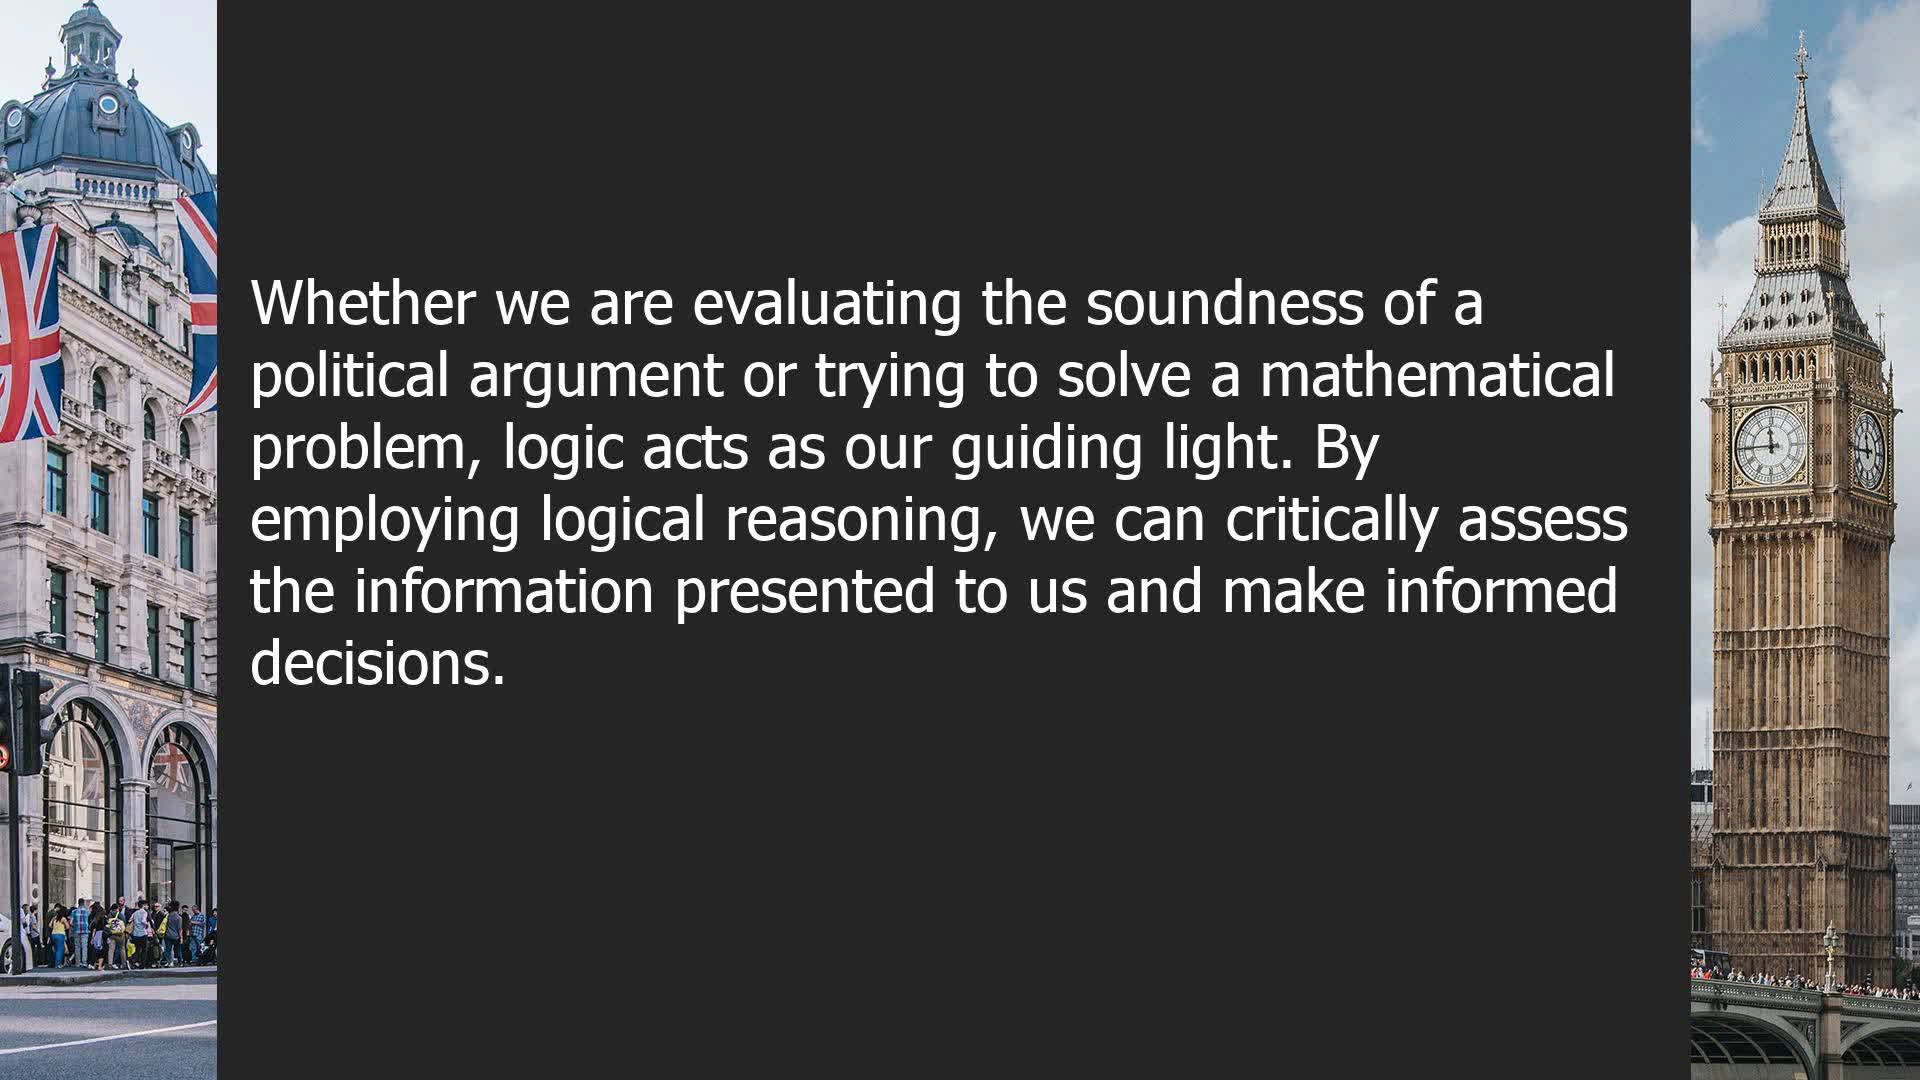 Whether we are evaluating the soundness of a
political argument or trying to solve a mathematical
problem, logic acts as our guiding light. By
employing logical reasoning, we can critically assess
the information presented to us and make informed
decisions.